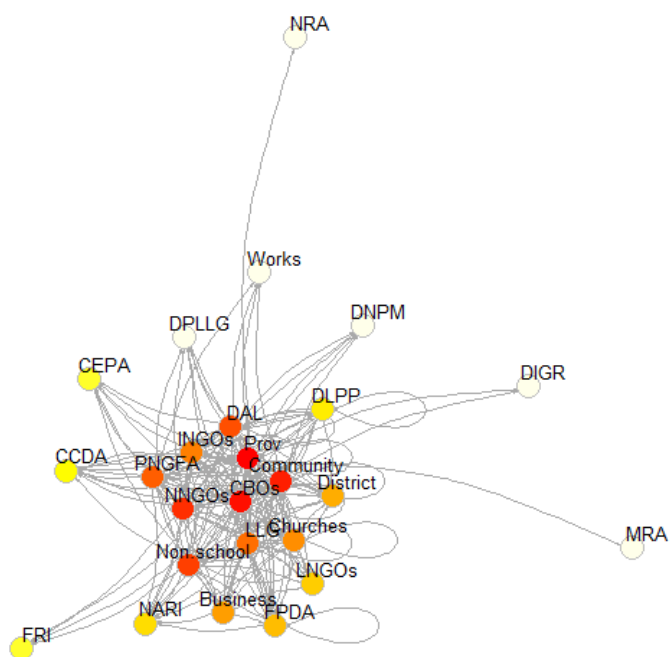 NRA
Works
DNPM
DPLLG
CEPA
DIGR
DLPP
DAL
INGOs
Prov
CCDA
PNGFA
Community
District
NNGOs
CBOs
MRA
LLG
Churches
Non.school
LNGOs
Business
NARI
FPDA
FRI